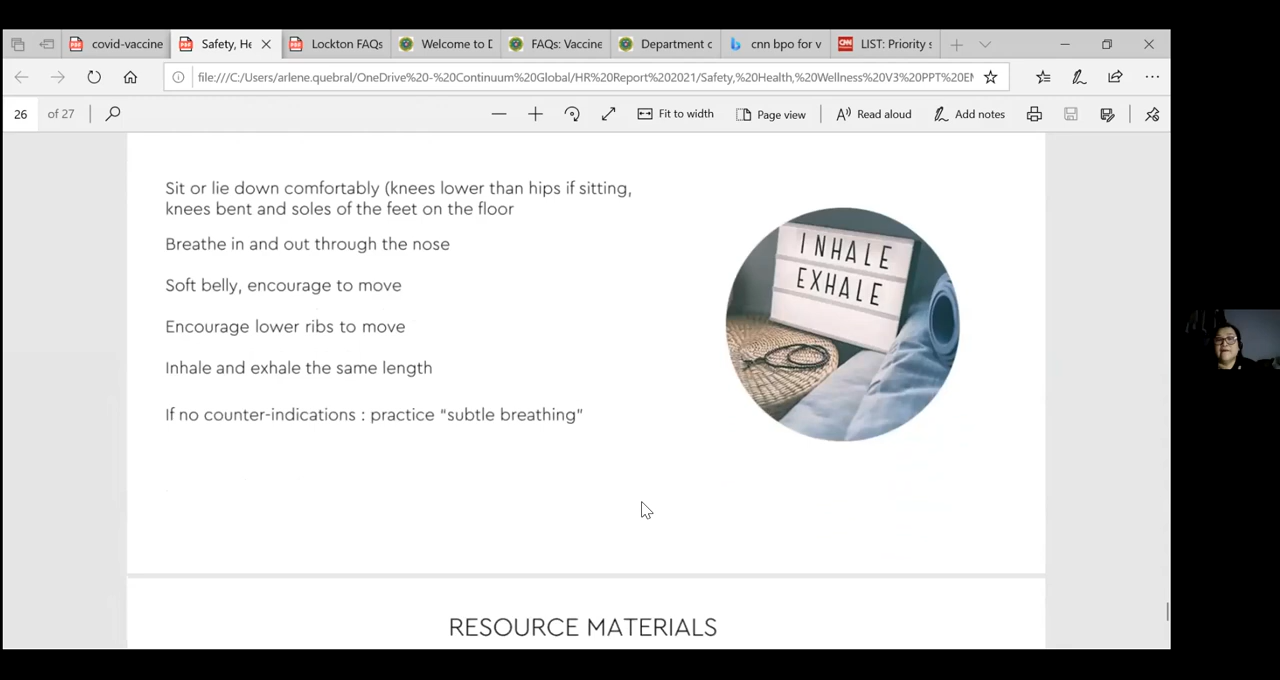 covid-vaccine
Safety, He
Lockton FAQs
Welcome to D
FAQs: Vaccine
Department o
cnn bpo for v
CNN
LIST: Priority s
file:///C:/Users/arlene.quebral/OneDrive%20-%20Continuum%20Global/HR%20Report%202021/Safety,%20Health,%20Wellness%20V3%20PPT%20EN
26 of 27
Fit to width
Page view
Read aloud
Add notes
Sit or lie down comfortably (knees lower than hips if sitting,
knees bent and soles of the feet on the floor
Breathe in and out through the nose
Soft belly, encourage to move
Encourage lower ribs to move
Inhale and exhale the same length
If no counter-indications : practice “subtle breathing”
INHALE
EXHALE
RESOURCE MATERIALS